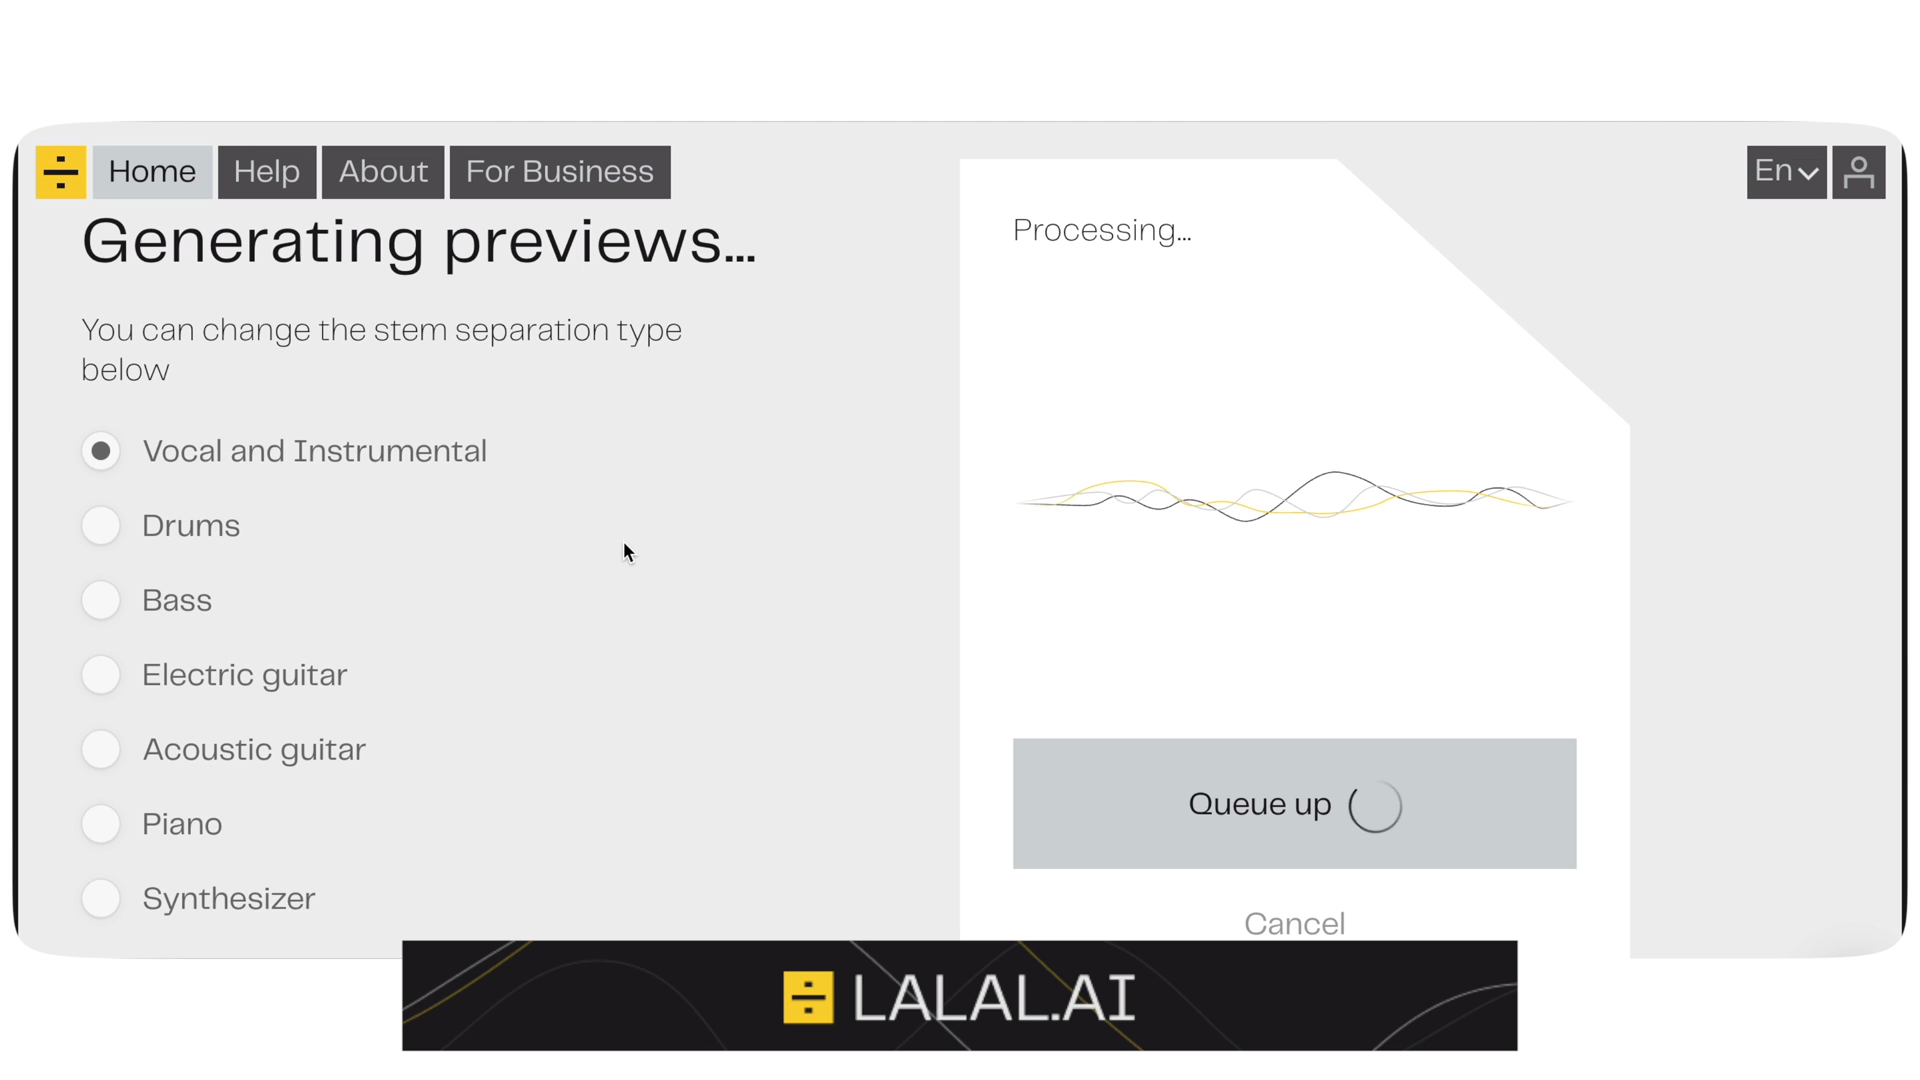 Home Help About For Business En
Generating previews...
You can change the stem separation type
below
Vocal and Instrumental
Drums
Bass
Electric guitar
Acoustic guitar
Piano
Synthesizer
Processing...
Queue up
Cancel
LALAL.AI